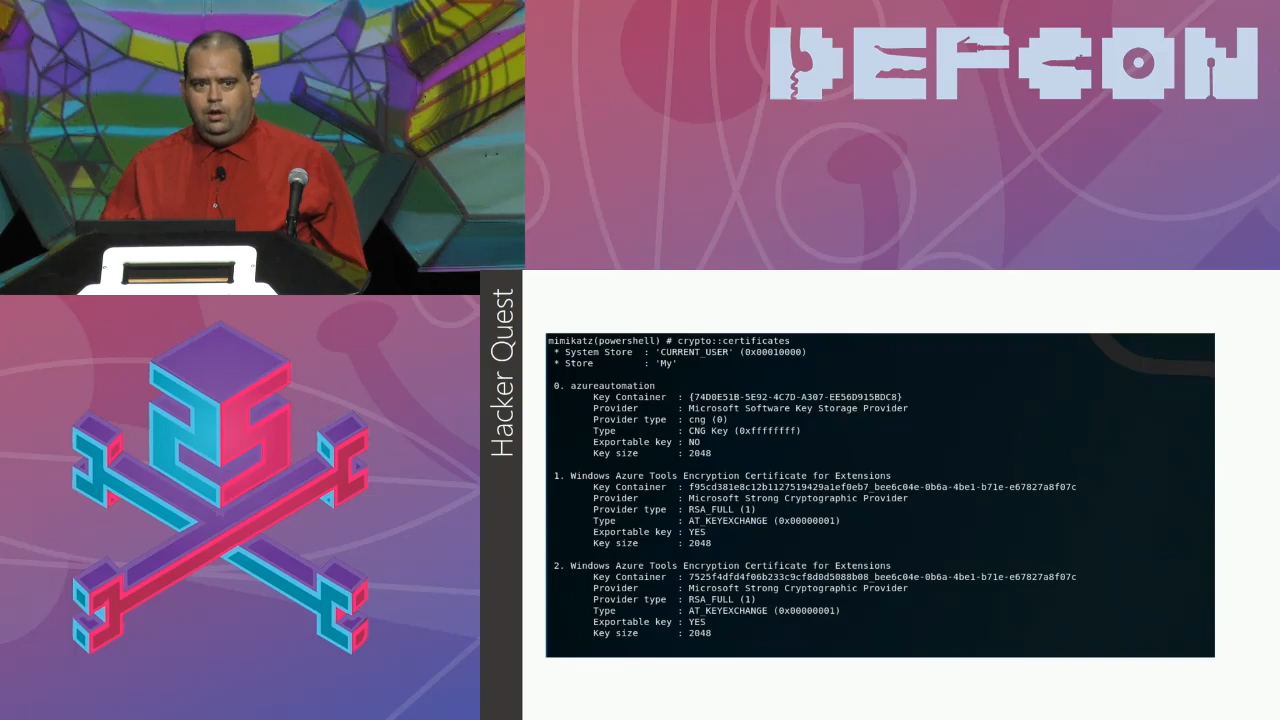 DEFCON
Hacker Quest
mimikatz(powershell) # crypto::certificates
* System Store : 'CURRENT_USER' (0x00010000)
* Store : 'My'
0. azureautomation
Key Container : {74D0E51B-5E92-4C7D-A307-EE56D915BDC8}
Provider : Microsoft Software Key Storage Provider
Provider type : cng (0)
Type : CNG Key (0xffffffff)
Exportable key : NO
Key size : 2048
1. Windows Azure Tools Encryption Certificate for Extensions
Key Container : f95cd381e8c12b1127519429a1ef0eb7_bee6c04e-0b6a-4be1-b71e-e67827a8f07c
Provider : Microsoft Strong Cryptographic Provider
Provider type : RSA_FULL (1)
Type : AT_KEYEXCHANGE (0x00000001)
Exportable key : YES
Key size : 2048
2. Windows Azure Tools Encryption Certificate for Extensions
Key Container : 7525f4dfd4f06b233c9cf8d0d5088b08_bee6c04e-0b6a-4be1-b71e-e67827a8f07c
Provider : Microsoft Strong Cryptographic Provider
Provider type : RSA_FULL (1)
Type : AT_KEYEXCHANGE (0x00000001)
Exportable key : YES
Key size : 2048